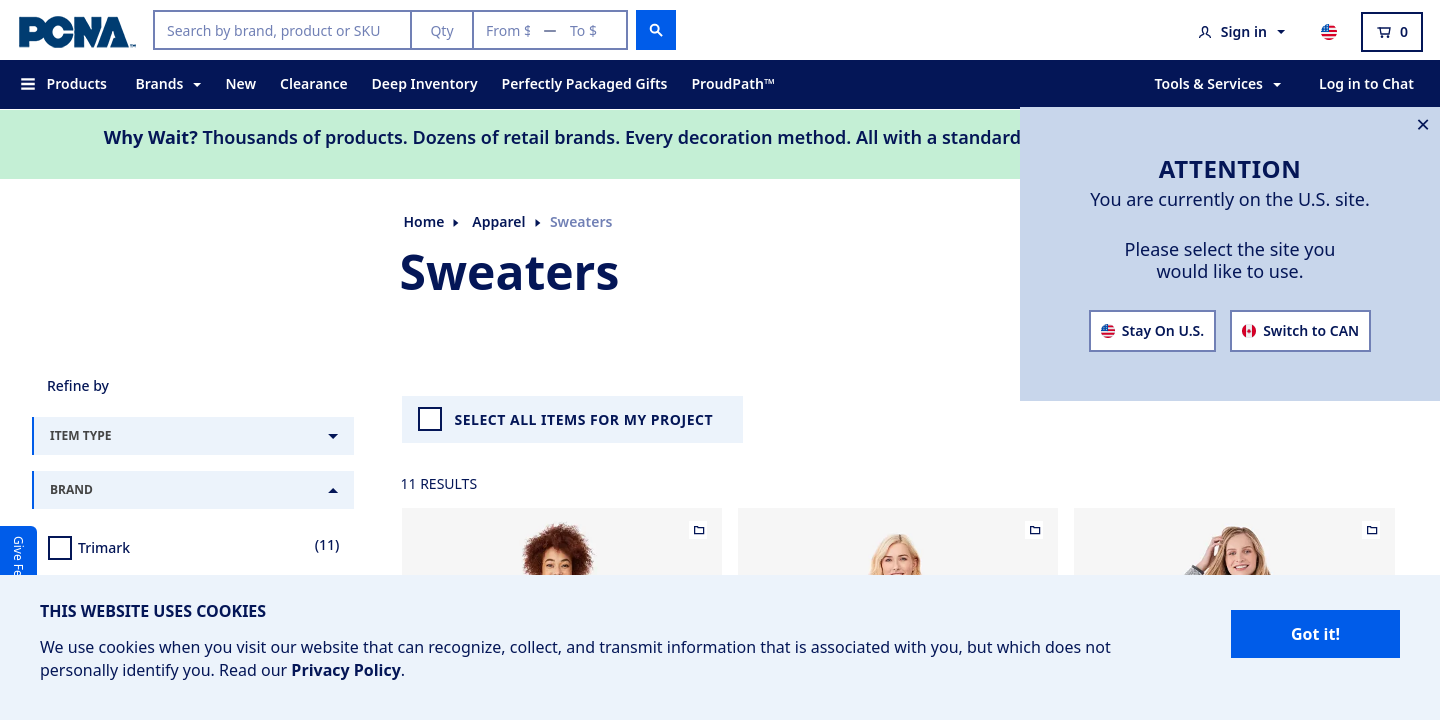 PCNA™
Search by brand, product or SKU
Qty
From $ — To $
Sign in
0
Products
Brands
New
Clearance
Deep Inventory
Perfectly Packaged Gifts
ProudPath™
Tools & Services
Log in to Chat
Why Wait? Thousands of products. Dozens of retail brands. Every decoration method. All with a standard
ATTENTION
You are currently on the U.S. site.
Please select the site you
would like to use.
Stay On U.S.
Switch to CAN
Home
Apparel
Sweaters
Sweaters
Refine by
ITEM TYPE
BRAND
Trimark
(11)
SELECT ALL ITEMS FOR MY PROJECT
11 RESULTS
Give Fe
THIS WEBSITE USES COOKIES
We use cookies when you visit our website that can recognize, collect, and transmit information that is associated with you, but which does not
personally identify you. Read our Privacy Policy.
Got it!